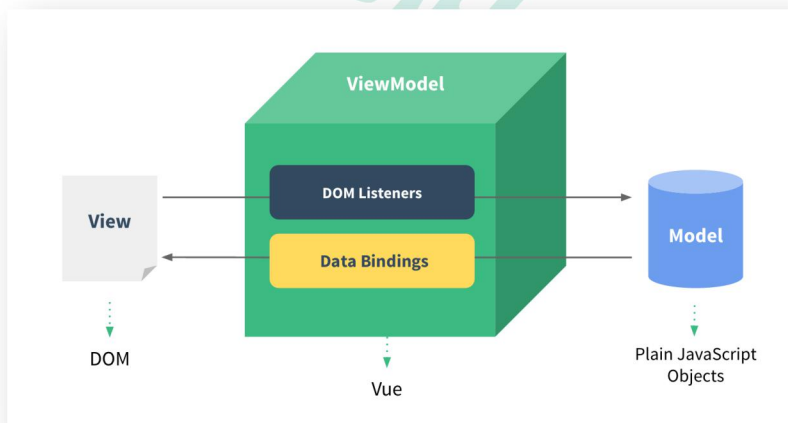 ViewModel
DOM Listeners
View
Model
Data Bindings
DOM
Vue
Plain JavaScript
Objects